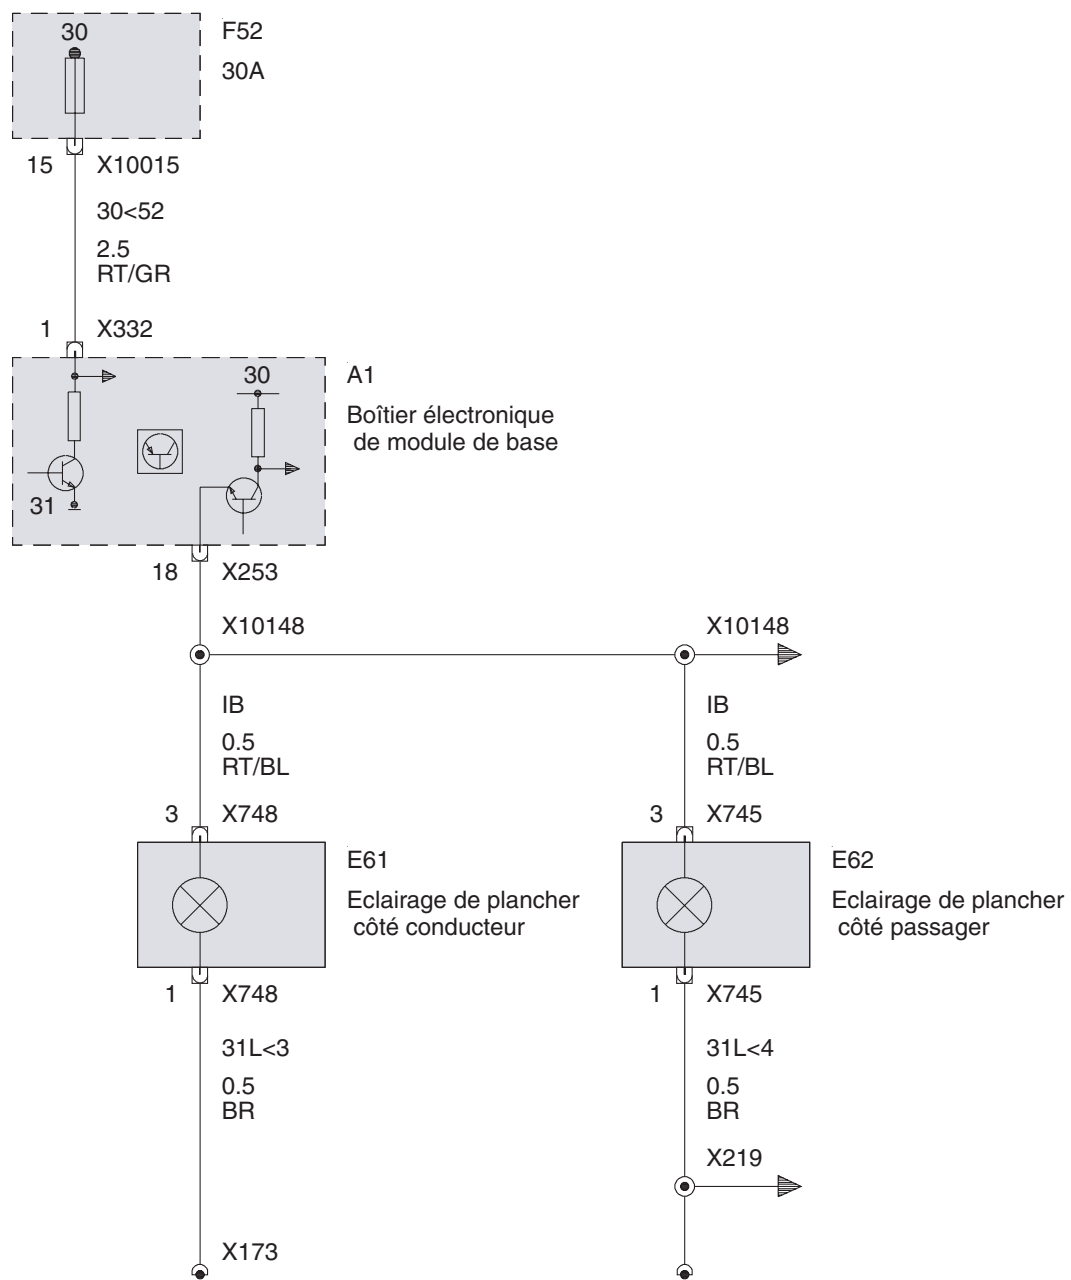 30
F52
30A
15
X10015
30<52
2.5
RT/GR
1
X332
30
A1
Boîtier électronique
de module de base
31
18
X253
X10148
X10148
IB
IB
0.5
0.5
RT/BL
RT/BL
3
X748
3
X745
E61
E62
Eclairage de plancher
côté conducteur
Eclairage de plancher
côté passager
1
X748
1
X745
31L<3
31L<4
0.5
0.5
BR
BR
X219
X173